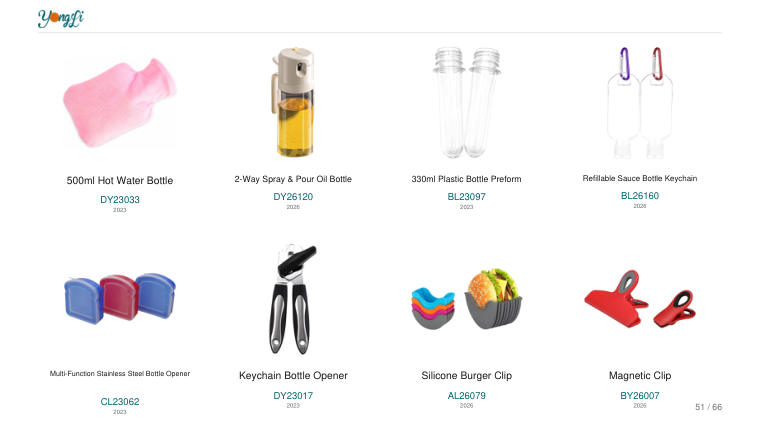 YongLi
500ml Hot Water Bottle
DY23033
2023
2-Way Spray & Pour Oil Bottle
DY26120
2026
330ml Plastic Bottle Preform
BL23097
2023
Refillable Sauce Bottle Keychain
BL26160
2026
Multi-Function Stainless Steel Bottle Opener
CL23062
2023
Keychain Bottle Opener
DY23017
2023
Silicone Burger Clip
AL26079
2026
Magnetic Clip
BY26007
2026
51 / 66